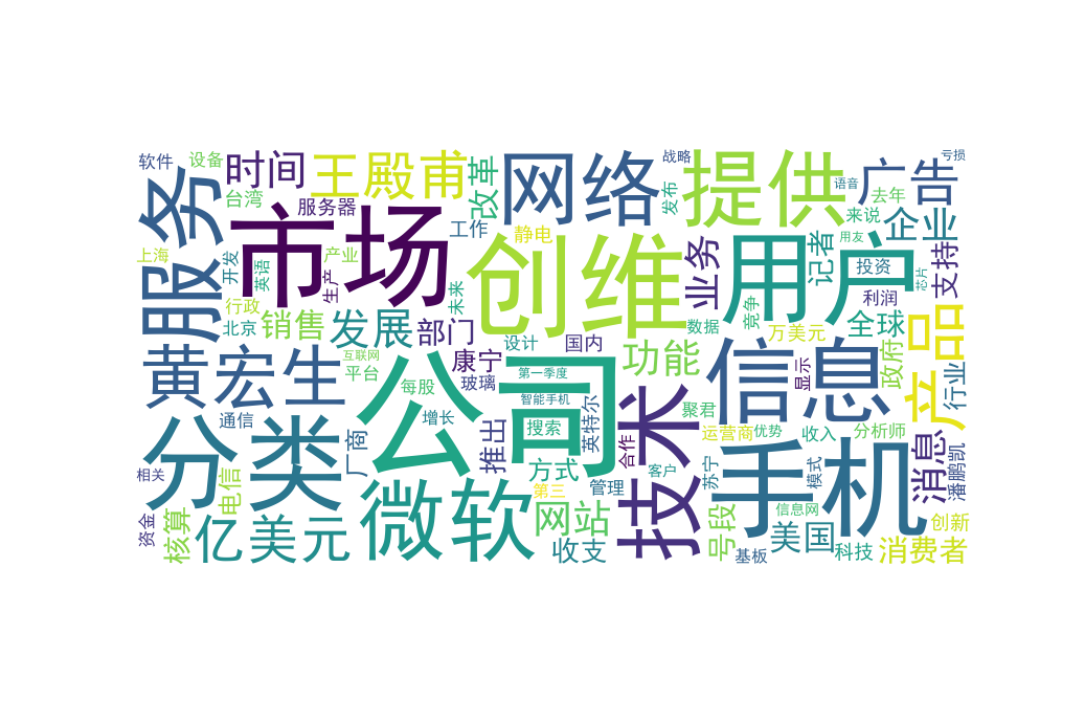 软件
设备
时间
王殿甫
改革
网络
战略
提供
语音
广告
亏损
服务
台湾
服务器
市场
工作
静电
创维
发布
业务
用户
记者
来说
去年
企业
用友
投资
芯片
支持
上海
开发
英语
产业
生产
未来
行政
北京
销售
发展
部门
设计
国内
数据
竞争
万美元
利润
全球
产品
黄宏生
互联网
平台
每股
康宁
玻璃
第一季度
功能
信息
显示
政府
行业
公司
智能手机
技术
聚君
分类
通信
增长
厂商
推出
搜索
英特尔
合作
运营商
优势
收入
分析师
手机
消息
潘鹏凯
相关
电信
微软
方式
第三
管理
客户
苏宁
模式
资金
核算
亿美元
网站
收支
号段
信息网
基板
美国
科技
创新
消费者